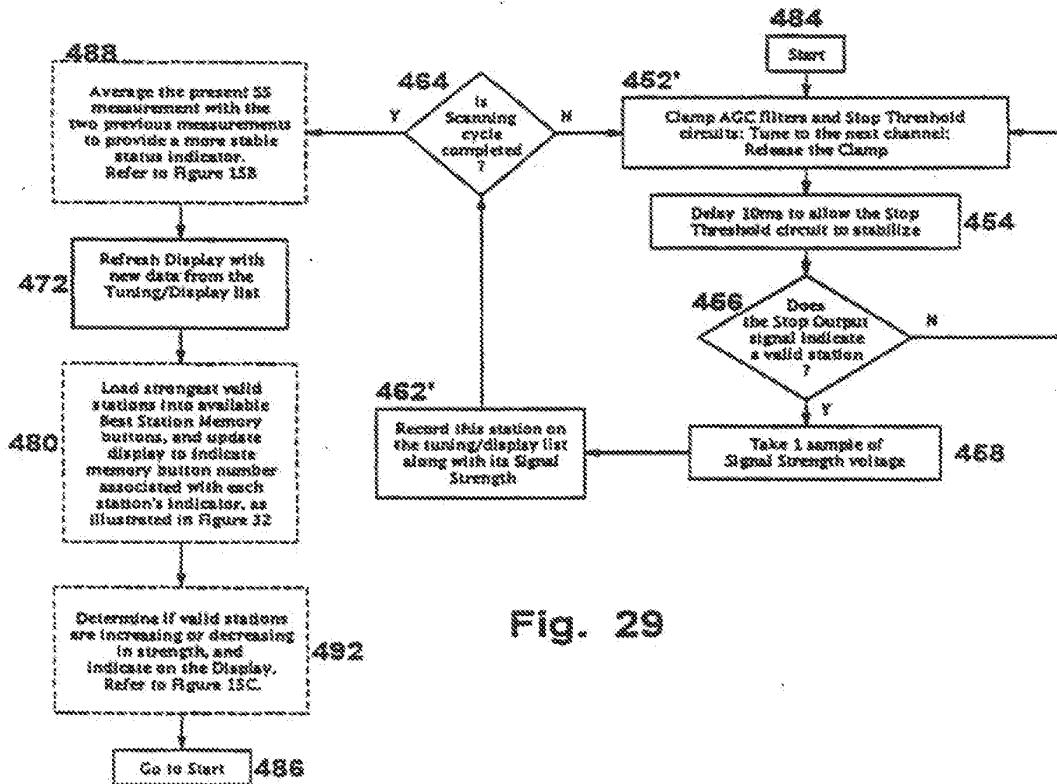 484
Start
452'
Clamp AGC filters and Stop Threshold
circuits: Tune to the next channel:
Release the Clamp
Delay 10ms to allow the Stop
Threshold circuit to stabilize
454
466
Does
the Stop Output
signal indicate
a valid station
?
N
Y
Take 1 sample of
Signal Strength voltage
458
462'
Record this station on
the tuning/display list
along with its Signal
Strength
464
Is
Scanning
cycle
completed
?
N
Y
488
Average the present SS
measurement with the
two previous measurements
to provide a more stable
status indicator.
Refer to Figure 15B
472
Refresh Display with
new data from the
Tuning/Display list
480
Load strongest valid
stations into available
Best Station Memory
buttons, and update
display to indicate
memory button number
associated with each
station's indicator, as
illustrated in Figure 32
Determine if valid stations
are increasing or decreasing
in strength, and
indicate on the Display.
Refer to Figure 15C.
492
Go to Start
486
Fig. 29